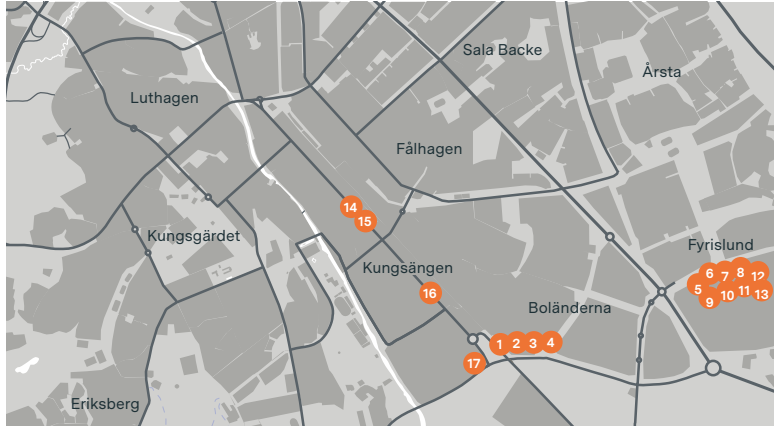 Sala Backe
Årsta
Luthagen
Fålhagen
14
15
Kungsgärdet
Fyrislund
Kungsängen
6
7
8
12
5
9
10
11
13
16
Boländerna
1
2
3
4
17
Eriksberg